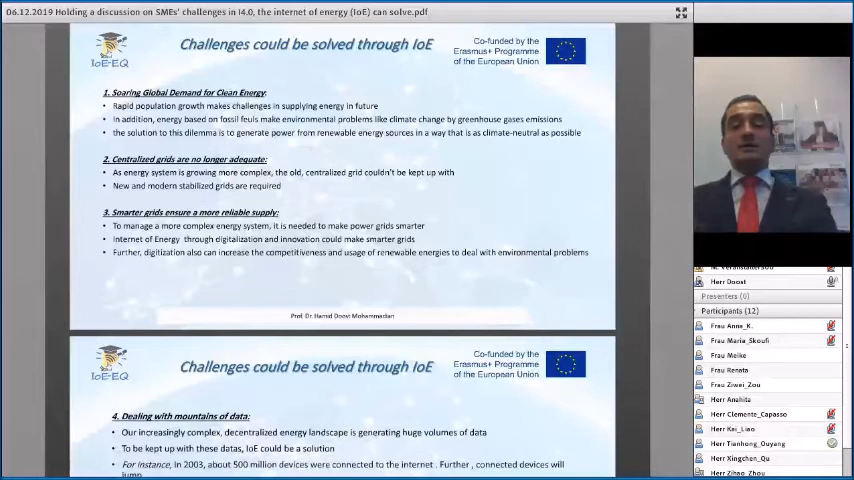 06.12.2019 Holding a discussion on SMEs' challenges in I4.0, the internet of energy (IoE) can solve.pdf
IoE-EQ
Challenges could be solved through IoE
Co-funded by the
Erasmus+ Programme
of the European Union
1. Soaring Global Demand for Clean Energy:
• Rapid population growth makes challenges in supplying energy in future
• In addition, energy based on fossil feuls make environmental problems like climate change by greenhouse gases emissions
• the solution to this dilemma is to generate power from renewable energy sources in a way that is as climate-neutral as possible
2. Centralized grids are no longer adequate:
• As energy system is growing more complex, the old, centralized grid couldn't be kept up with
• New and modern stabilized grids are required
3. Smarter grids ensure a more reliable supply:
• To manage a more complex energy system, it is needed to make power grids smarter
• Internet of Energy through digitalization and innovation could make smarter grids
• Further, digitization also can increase the competitiveness and usage of renewable energies to deal with environmental problems
Prof. Dr. Hamid Doost Mohammadian
IoE-EQ
Challenges could be solved through IoE
Co-funded by the
Erasmus+ Programme
of the European Union
4. Dealing with mountains of data:
• Our increasingly complex, decentralized energy landscape is generating huge volumes of data
• To be kept up with these datas, IoE could be a solution
• For instance, in 2003, about 500 million devices were connected to the internet . Further , connected devices will
jump
Herr Doost
Presenters (0)
Participants (12)
Frau Anna_K.
Frau Maria_Skoufi
Frau Meike
Frau Renata
Frau Ziwei_Zou
Herr Anahita
Herr Clemente_Capasso
Herr Kei_Liao
Herr Tianhong_Ouyang
Herr Xingchen_Qu
Herr Zihao_Zhou